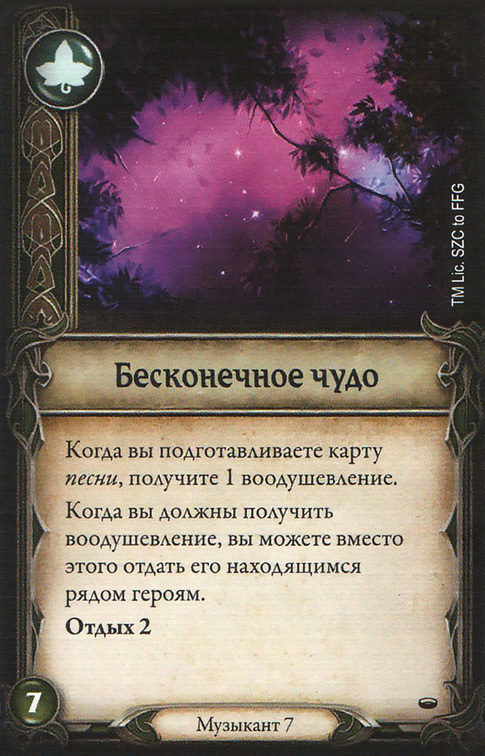 TM Lic. SZC to FFG
Бесконечное чудо
Когда вы подготавливаете карту
песни, получите 1 воодушевление.
Когда вы должны получить
воодушевление, вы можете вместо
этого отдать его находящимся
рядом героям.
Отдых 2
7
Музыкант 7